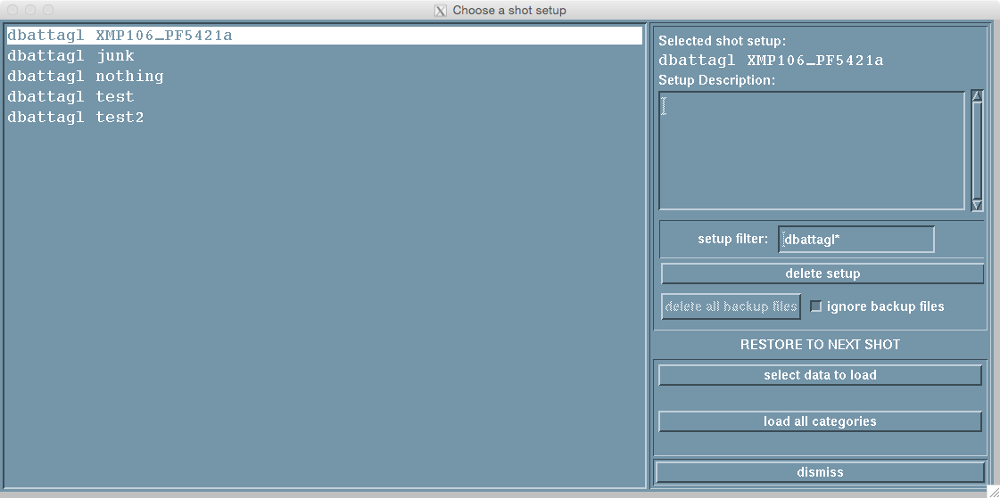 Choose a shot setup
dbattagl XMP106_PF5421a
dbattagl junk
dbattagl nothing
dbattagl test
dbattagl test2
Selected shot setup:
dbattagl XMP106_PF5421a
Setup Description:
setup filter: dbattagl*
delete setup
delete all backup files ignore backup files
RESTORE TO NEXT SHOT
select data to load
load all categories
dismiss